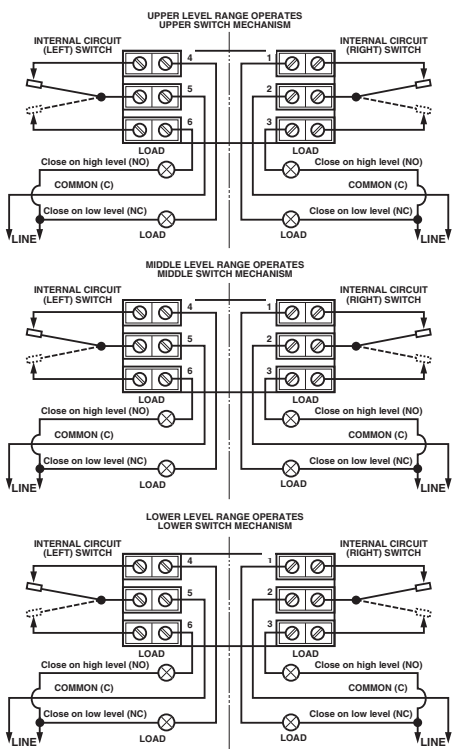 UPPER LEVEL RANGE OPERATES
UPPER SWITCH MECHANISM
INTERNAL CIRCUIT
(LEFT) SWITCH
INTERNAL CIRCUIT
(RIGHT) SWITCH
4
1
5
2
6
3
LOAD
LOAD
Close on high level (NO)
Close on high level (NO)
COMMON (C)
COMMON (C)
Close on low level (NC)
Close on low level (NC)
LINE
LOAD
LOAD
LINE
MIDDLE LEVEL RANGE OPERATES
MIDDLE SWITCH MECHANISM
INTERNAL CIRCUIT
(LEFT) SWITCH
INTERNAL CIRCUIT
(RIGHT) SWITCH
4
1
5
2
6
3
LOAD
LOAD
Close on high level (NO)
Close on high level (NO)
COMMON (C)
COMMON (C)
Close on low level (NC)
Close on low level (NC)
LINE
LOAD
LOAD
LINE
LOWER LEVEL RANGE OPERATES
LOWER SWITCH MECHANISM
INTERNAL CIRCUIT
(LEFT) SWITCH
INTERNAL CIRCUIT
(RIGHT) SWITCH
4
1
5
2
6
3
LOAD
LOAD
Close on high level (NO)
Close on high level (NO)
COMMON (C)
COMMON (C)
Close on low level (NC)
Close on low level (NC)
LINE
LOAD
LOAD
LINE